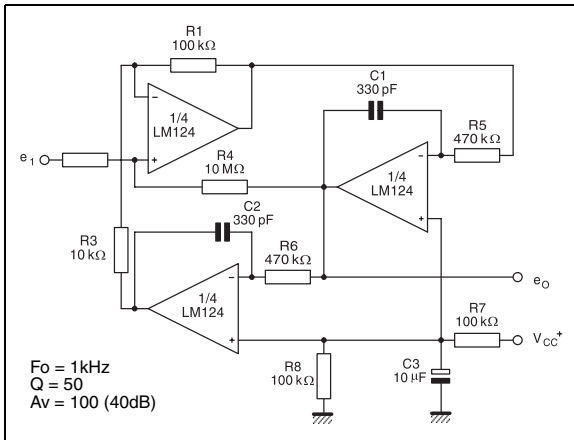 R1
100 kΩ
C1
330 pF
1/4
LM124
R5
470 kΩ
e1
R4
10 MΩ
1/4
LM124
C2
330 pF
R3
10 kΩ
R6
470 kΩ
eO
1/4
LM124
R7
100 kΩ
VCC+
R8
100 kΩ
C3
10 µF
Fo = 1kHz
Q = 50
Av = 100 (40dB)
-
+
-
+
-
+